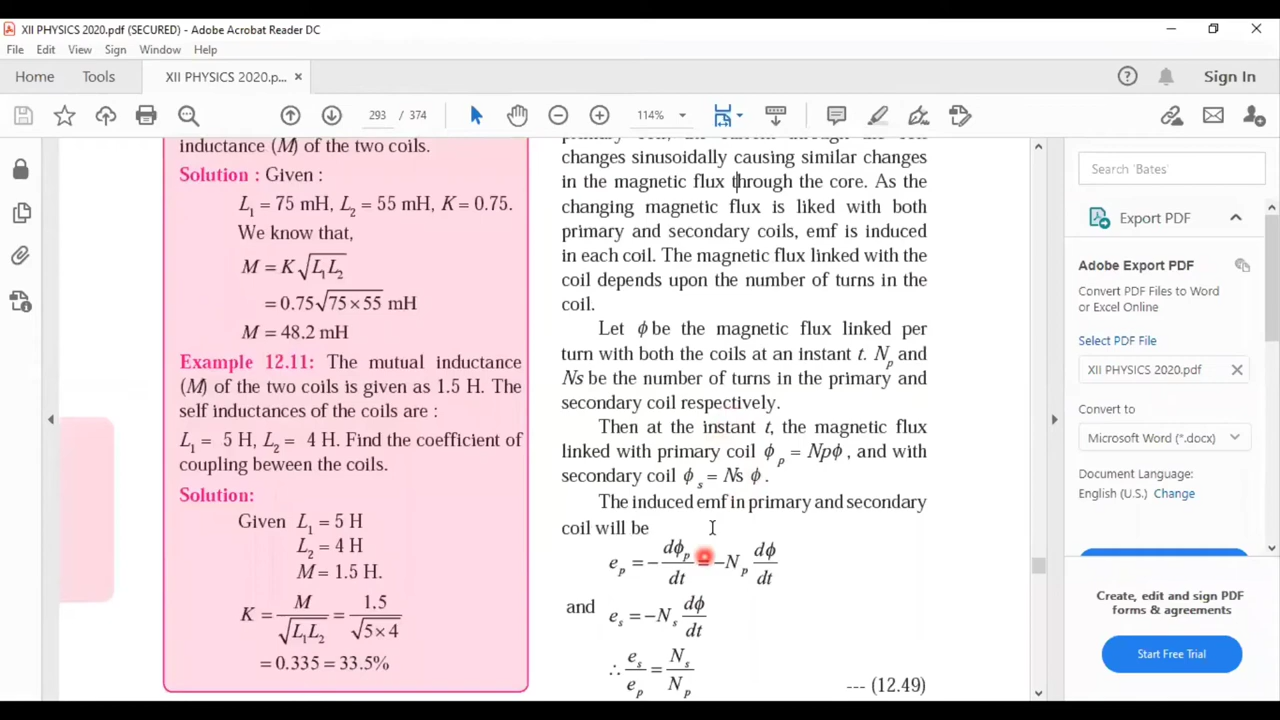 XII PHYSICS 2020.pdf (SECURED) - Adobe Acrobat Reader DC
File Edit View Sign Window Help
Home Tools XII PHYSICS 2020.p... × Sign In
293 / 374 114%
inductance (M) of the two coils.
Solution : Given :
L₁ = 75 mH, L₂ = 55 mH, K = 0.75.
We know that,
M = K√(L₁L₂)
= 0.75√(75×55) mH
M = 48.2 mH
Example 12.11: The mutual inductance
(M) of the two coils is given as 1.5 H. The
self inductances of the coils are :
L₁ = 5 H, L₂ = 4 H. Find the coefficient of
coupling beween the coils.
Solution:
Given L₁ = 5 H
L₂ = 4 H
M = 1.5 H.
K = M/√(L₁L₂) = 1.5/√(5×4)
= 0.335 = 33.5%
changes sinusoidally causing similar changes
in the magnetic flux through the core. As the
changing magnetic flux is liked with both
primary and secondary coils, emf is induced
in each coil. The magnetic flux linked with the
coil depends upon the number of turns in the
coil.
Let ϕ be the magnetic flux linked per
turn with both the coils at an instant t. Nₚ and
Ns be the number of turns in the primary and
secondary coil respectively.
Then at the instant t, the magnetic flux
linked with primary coil ϕₚ = Npϕ, and with
secondary coil ϕₛ = Ns ϕ.
The induced emf in primary and secondary
coil will be
eₚ = −dϕₚ/dt = −Nₚ dϕ/dt
and eₛ = −Nₛ dϕ/dt
∴ eₛ/eₚ = Nₛ/Nₚ --- (12.49)
Search 'Bates'
Export PDF
Adobe Export PDF
Convert PDF Files to Word
or Excel Online
Select PDF File
XII PHYSICS 2020.pdf ×
Convert to
Microsoft Word (*.docx)
Document Language:
English (U.S.) Change
Create, edit and sign PDF
forms & agreements
Start Free Trial